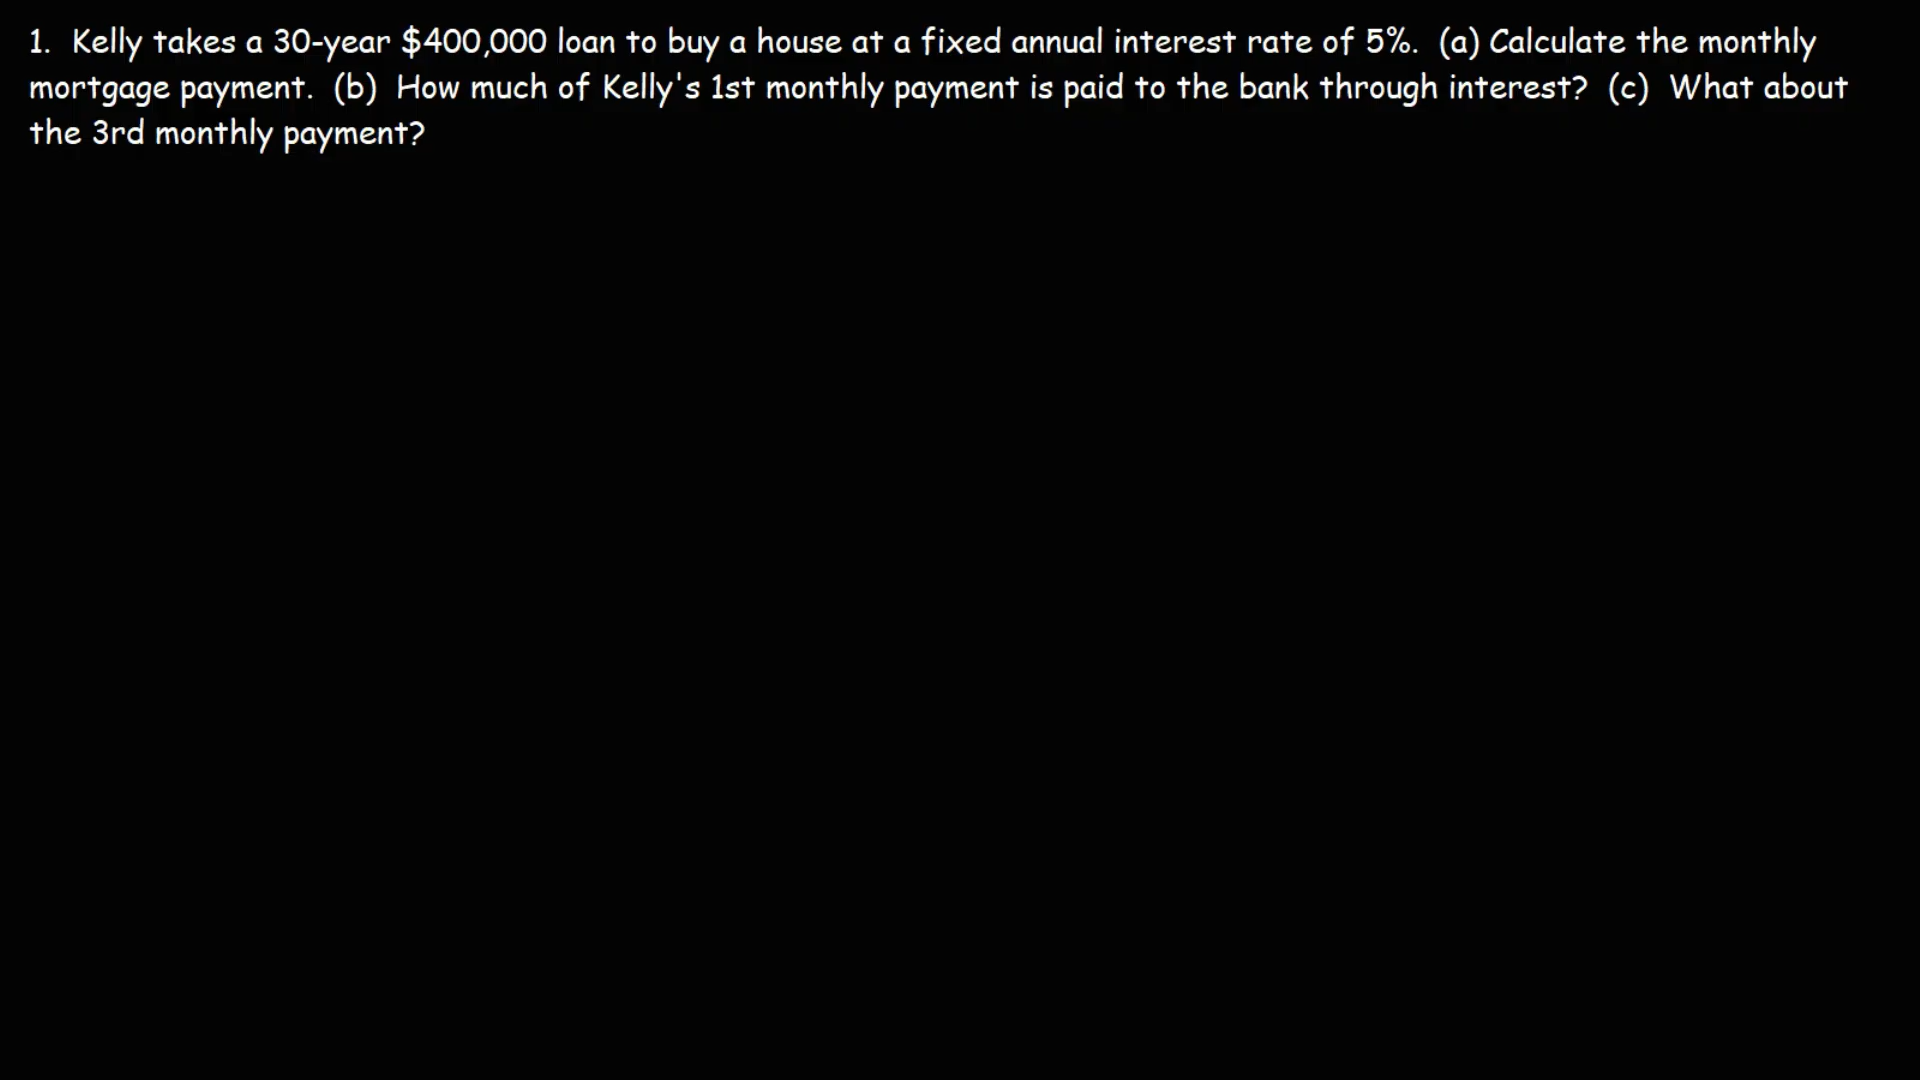 1. Kelly takes a 30-year $400,000 loan to buy a house at a fixed annual interest rate of 5%. (a) Calculate the monthly
mortgage payment. (b) How much of Kelly's 1st monthly payment is paid to the bank through interest? (c) What about
the 3rd monthly payment?